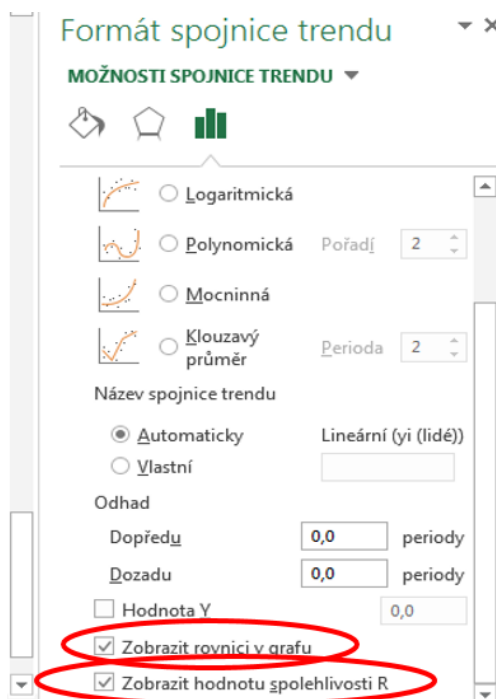 Formát spojnice trendu
MOŽNOSTI SPOJNICE TRENDU
Logaritmická
Polynomická Pořadí 2
Mocninná
Klouzavý
průměr Perioda 2
Název spojnice trendu
Automaticky Lineární (yi (lidé))
Vlastní
Odhad
Dopředu 0,0 periody
Dozadu 0,0 periody
Hodnota Y 0,0
Zobrazit rovnici v grafu
Zobrazit hodnotu spolehlivosti R